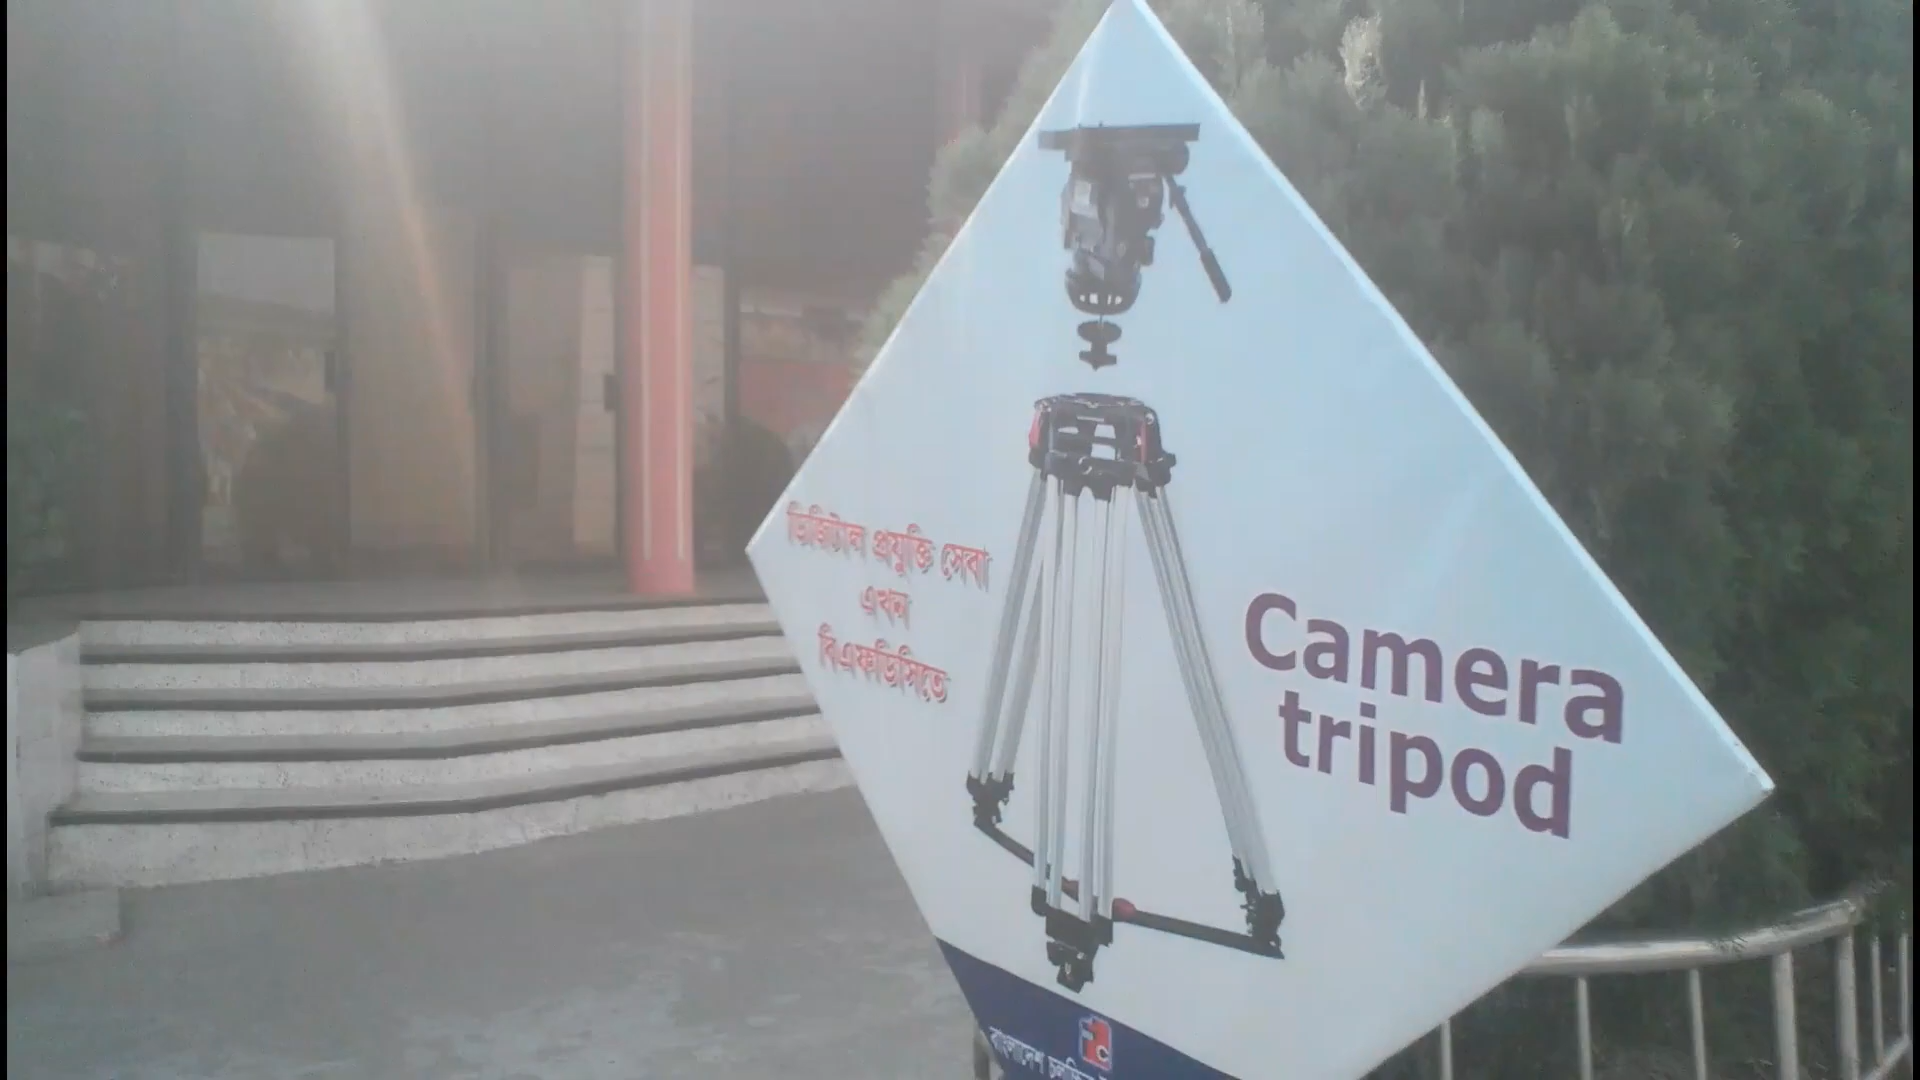 ডিজিটাল প্রযুক্তি সেবা
এখন
বিএফডিসিতে
Camera
tripod
বাংলাদেশ